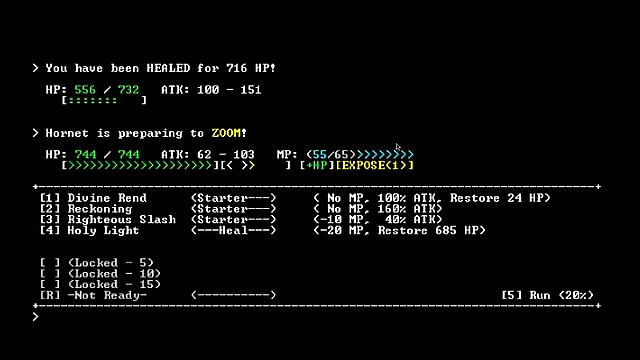 > You have been HEALED for 716 HP!
HP: 556 / 732 ATK: 100 - 151
[::::::: ]
> Hornet is preparing to ZOOM!
HP: 744 / 744 ATK: 62 - 103 MP: (55/65)>>>>>>>>
[>>>>>>>>>>>>>>>>>>>>>][< >> ] [+HP][EXPOSE(1)]
[1] Divine Rend (Starter---> ( No MP, 100% ATK, Restore 24 HP)
[2] Reckoning (Starter---> ( No MP, 160% ATK)
[3] Righteous Slash (Starter---> (-10 MP, 40% ATK)
[4] Holy Light <---Heal---> (-20 MP, Restore 685 HP)
[ ] (Locked - 5)
[ ] (Locked - 10)
[ ] (Locked - 15)
[R] -Not Ready- <----------> [5] Run (20%)
>